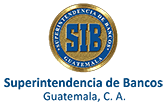 SUPERINTENDENCIA DE BANCOS
SIB
GUATEMALA
Superintendencia de Bancos
Guatemala, C. A.